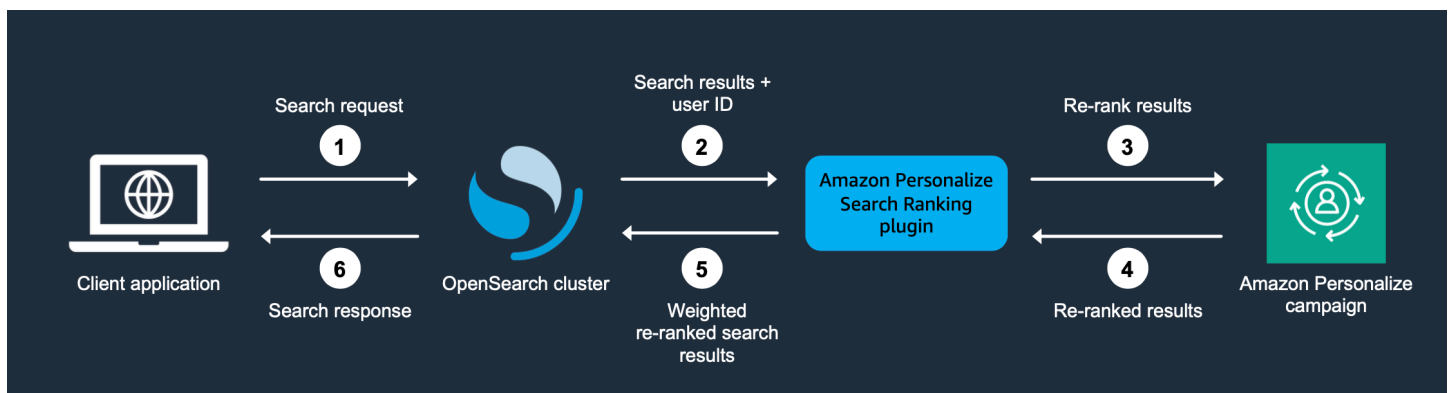 Search request
1
Search results +
user ID
2
Re-rank results
3
Amazon Personalize
Search Ranking
plugin
Client application
6
Search response
OpenSearch cluster
5
Weighted
re-ranked search
results
4
Re-ranked results
Amazon Personalize
campaign